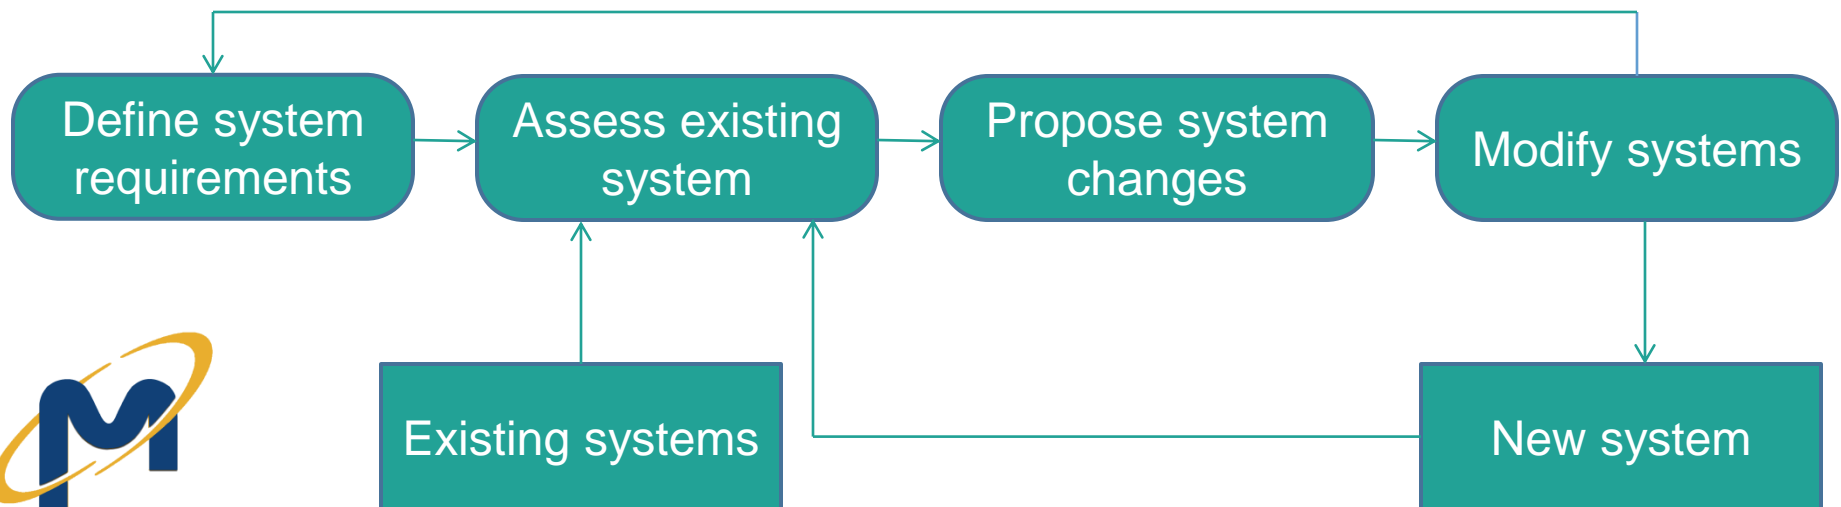 Define system
requirements
Assess existing
system
Propose system
changes
Modify systems
Existing systems
New system
M